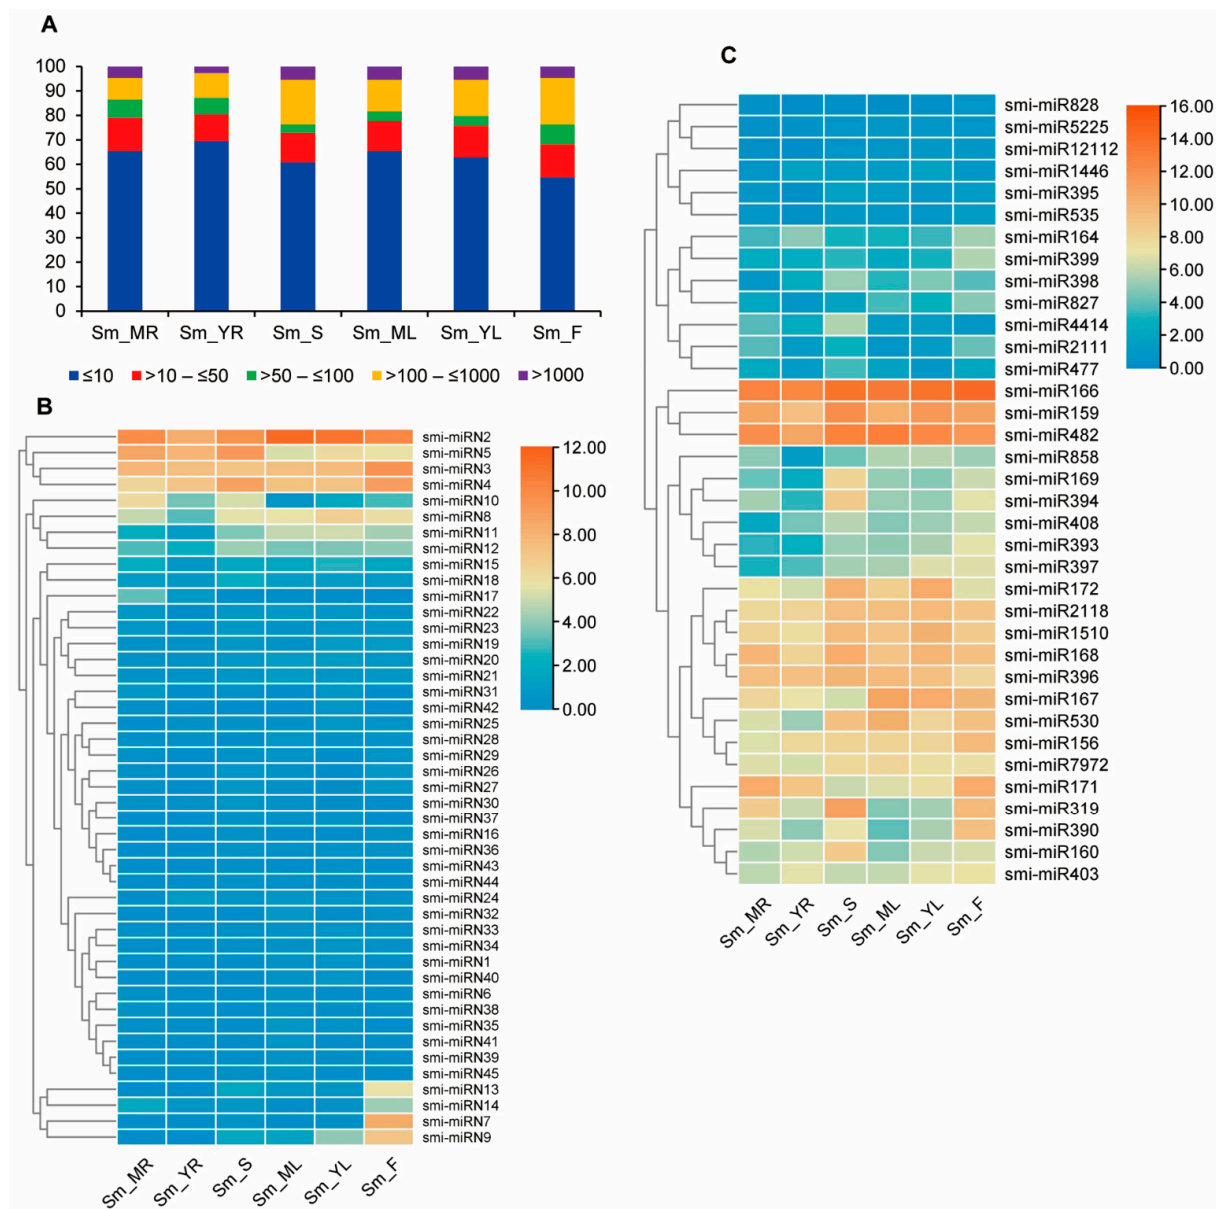 A
100
90
80
70
60
50
40
30
20
10
0
Sm_MR Sm_YR Sm_S Sm_ML Sm_YL Sm_F
≤10 >10 – ≤50 >50 – ≤100 >100 – ≤1000 >1000
B
smi-miRN2
smi-miRN5
smi-miRN3
smi-miRN4
smi-miRN10
smi-miRN8
smi-miRN11
smi-miRN12
smi-miRN15
smi-miRN18
smi-miRN17
smi-miRN22
smi-miRN23
smi-miRN19
smi-miRN20
smi-miRN21
smi-miRN31
smi-miRN42
smi-miRN25
smi-miRN28
smi-miRN29
smi-miRN26
smi-miRN27
smi-miRN30
smi-miRN37
smi-miRN16
smi-miRN36
smi-miRN43
smi-miRN44
smi-miRN24
smi-miRN32
smi-miRN33
smi-miRN34
smi-miRN1
smi-miRN40
smi-miRN6
smi-miRN38
smi-miRN35
smi-miRN41
smi-miRN39
smi-miRN45
smi-miRN13
smi-miRN14
smi-miRN7
smi-miRN9
Sm_MR Sm_YR Sm_S Sm_ML Sm_YL Sm_F
12.00
10.00
8.00
6.00
4.00
2.00
0.00
C
smi-miR828
smi-miR5225
smi-miR12112
smi-miR1446
smi-miR395
smi-miR535
smi-miR164
smi-miR399
smi-miR398
smi-miR827
smi-miR4414
smi-miR2111
smi-miR477
smi-miR166
smi-miR159
smi-miR482
smi-miR858
smi-miR169
smi-miR394
smi-miR408
smi-miR393
smi-miR397
smi-miR172
smi-miR2118
smi-miR1510
smi-miR168
smi-miR396
smi-miR167
smi-miR530
smi-miR156
smi-miR7972
smi-miR171
smi-miR319
smi-miR390
smi-miR160
smi-miR403
Sm_MR Sm_YR Sm_S Sm_ML Sm_YL Sm_F
16.00
14.00
12.00
10.00
8.00
6.00
4.00
2.00
0.00